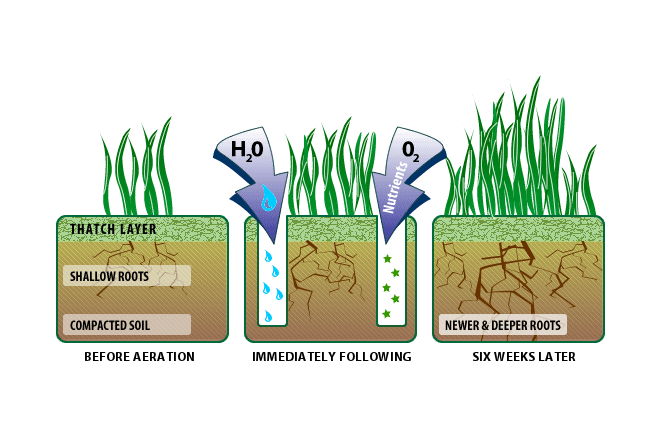 H20
02
Nutrients
THATCH LAYER
SHALLOW ROOTS
COMPACTED SOIL
NEWER & DEEPER ROOTS
BEFORE AERATION
IMMEDIATELY FOLLOWING
SIX WEEKS LATER